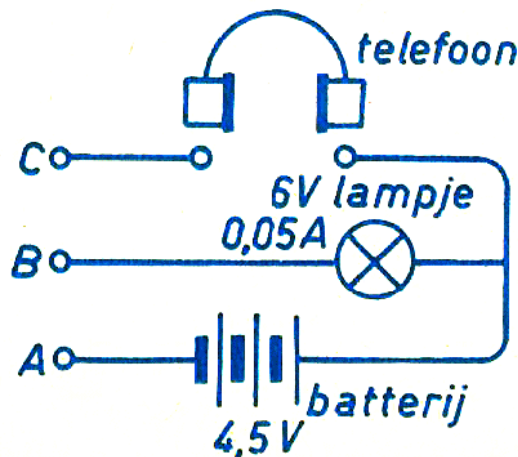 telefoon
C
6V lampje
0,05A
B
A
batterij
4,5V